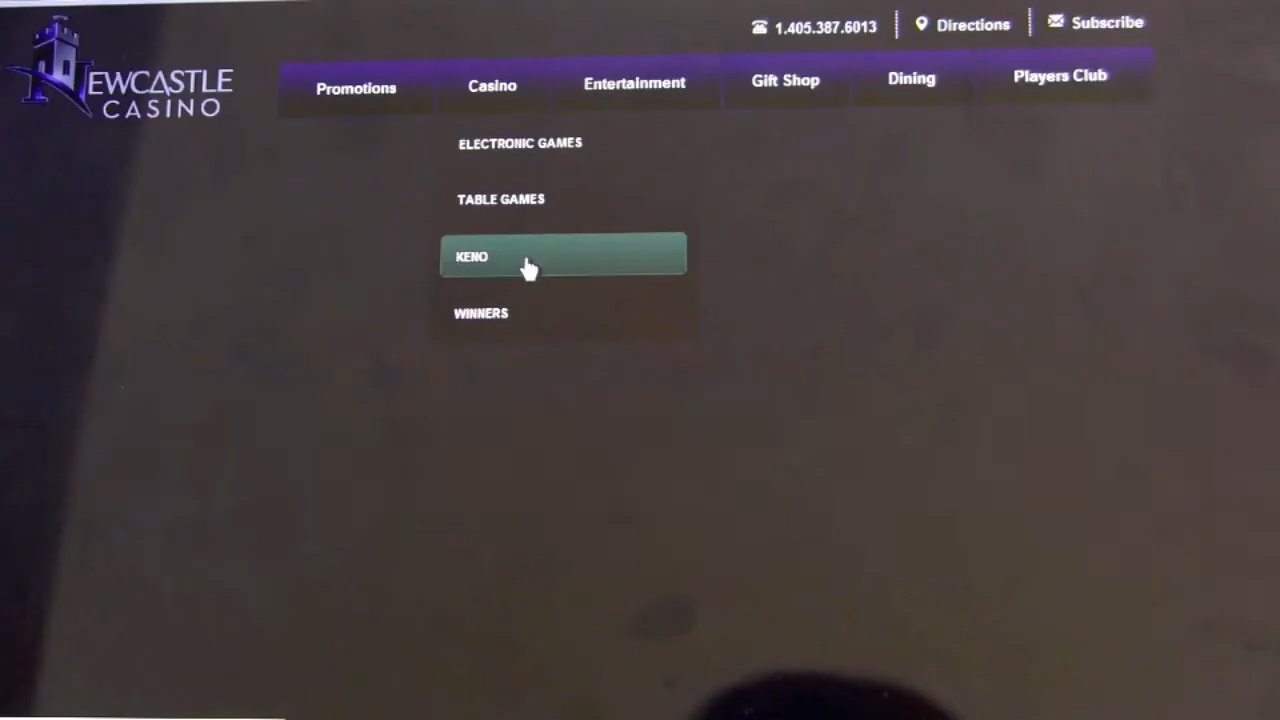 1.405.387.6013
Directions
Subscribe
NEWCASTLE
CASINO
Promotions
Casino
Entertainment
Gift Shop
Dining
Players Club
ELECTRONIC GAMES
TABLE GAMES
KENO
WINNERS